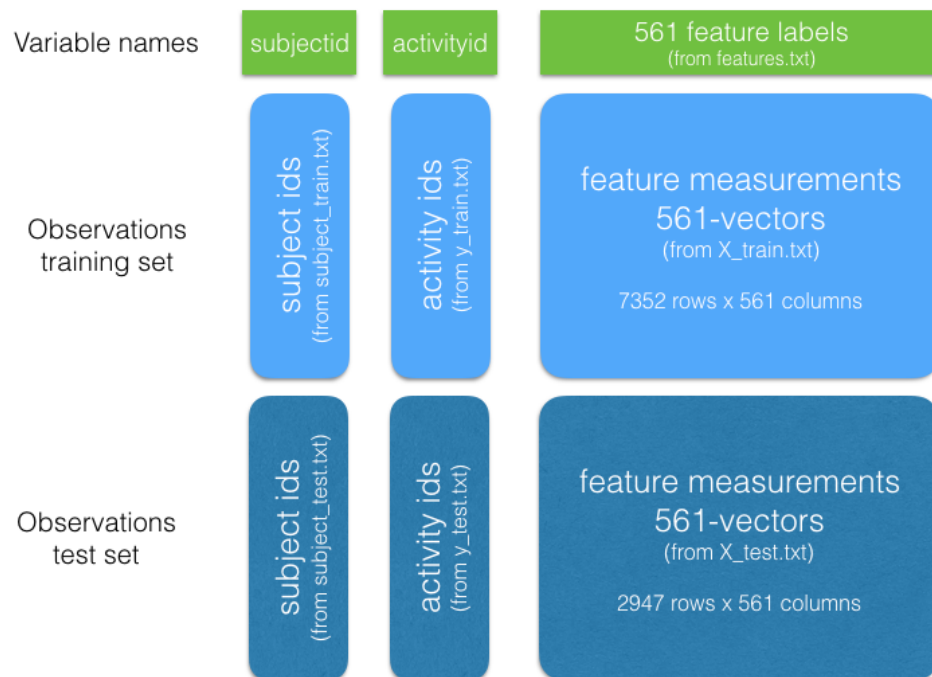 Variable names
subjectid
activityid
561 feature labels
(from features.txt)
Observations
training set
subject ids
(from subject_train.txt)
activity ids
(from y_train.txt)
feature measurements
561-vectors
(from X_train.txt)
7352 rows x 561 columns
Observations
test set
subject ids
(from subject_test.txt)
activity ids
(from y_test.txt)
feature measurements
561-vectors
(from X_test.txt)
2947 rows x 561 columns